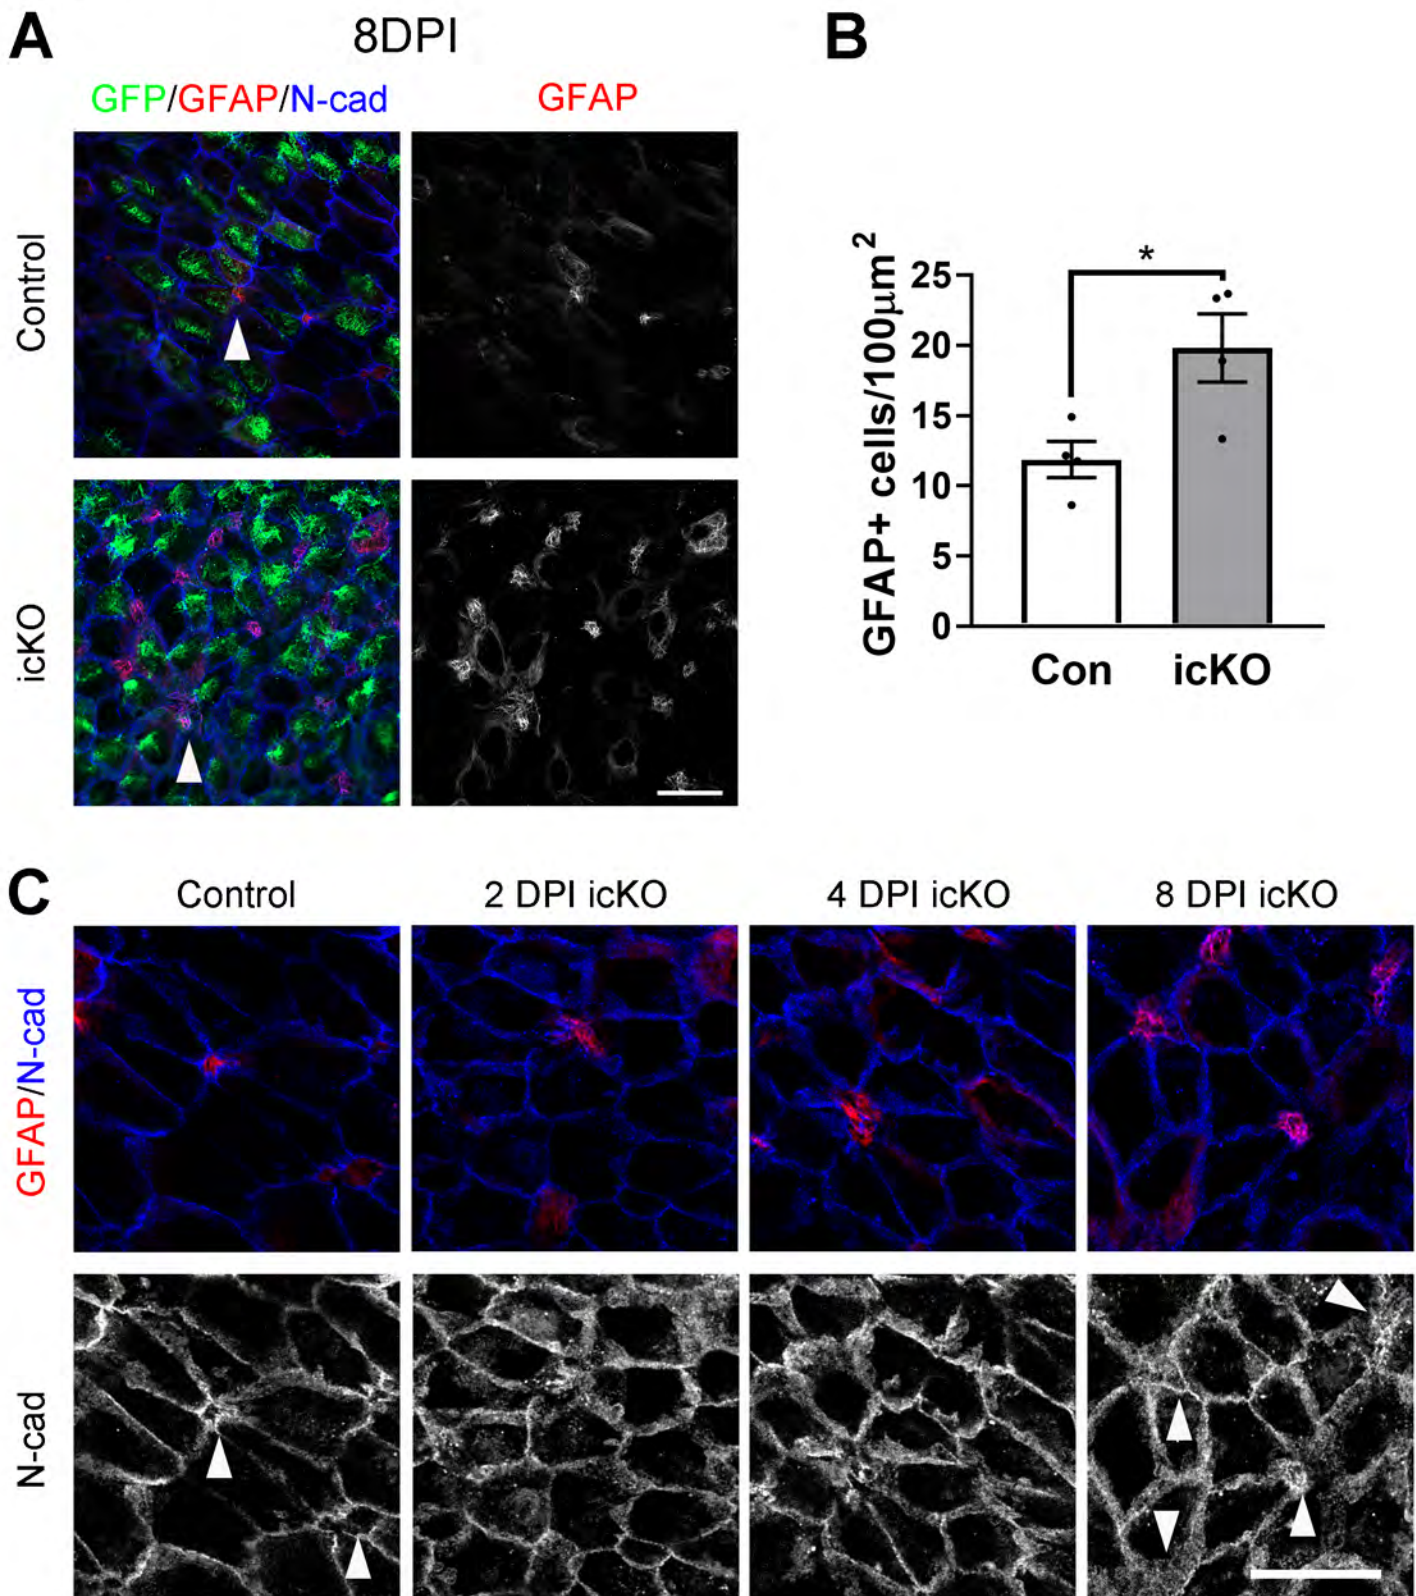 A
8DPI
GFP/GFAP/N-cad
GFAP
Control
icKO
B
*
GFAP+ cells/100μm²
25
20
15
10
5
0
Con
icKO
C
Control
2 DPI icKO
4 DPI icKO
8 DPI icKO
GFAP/N-cad
N-cad